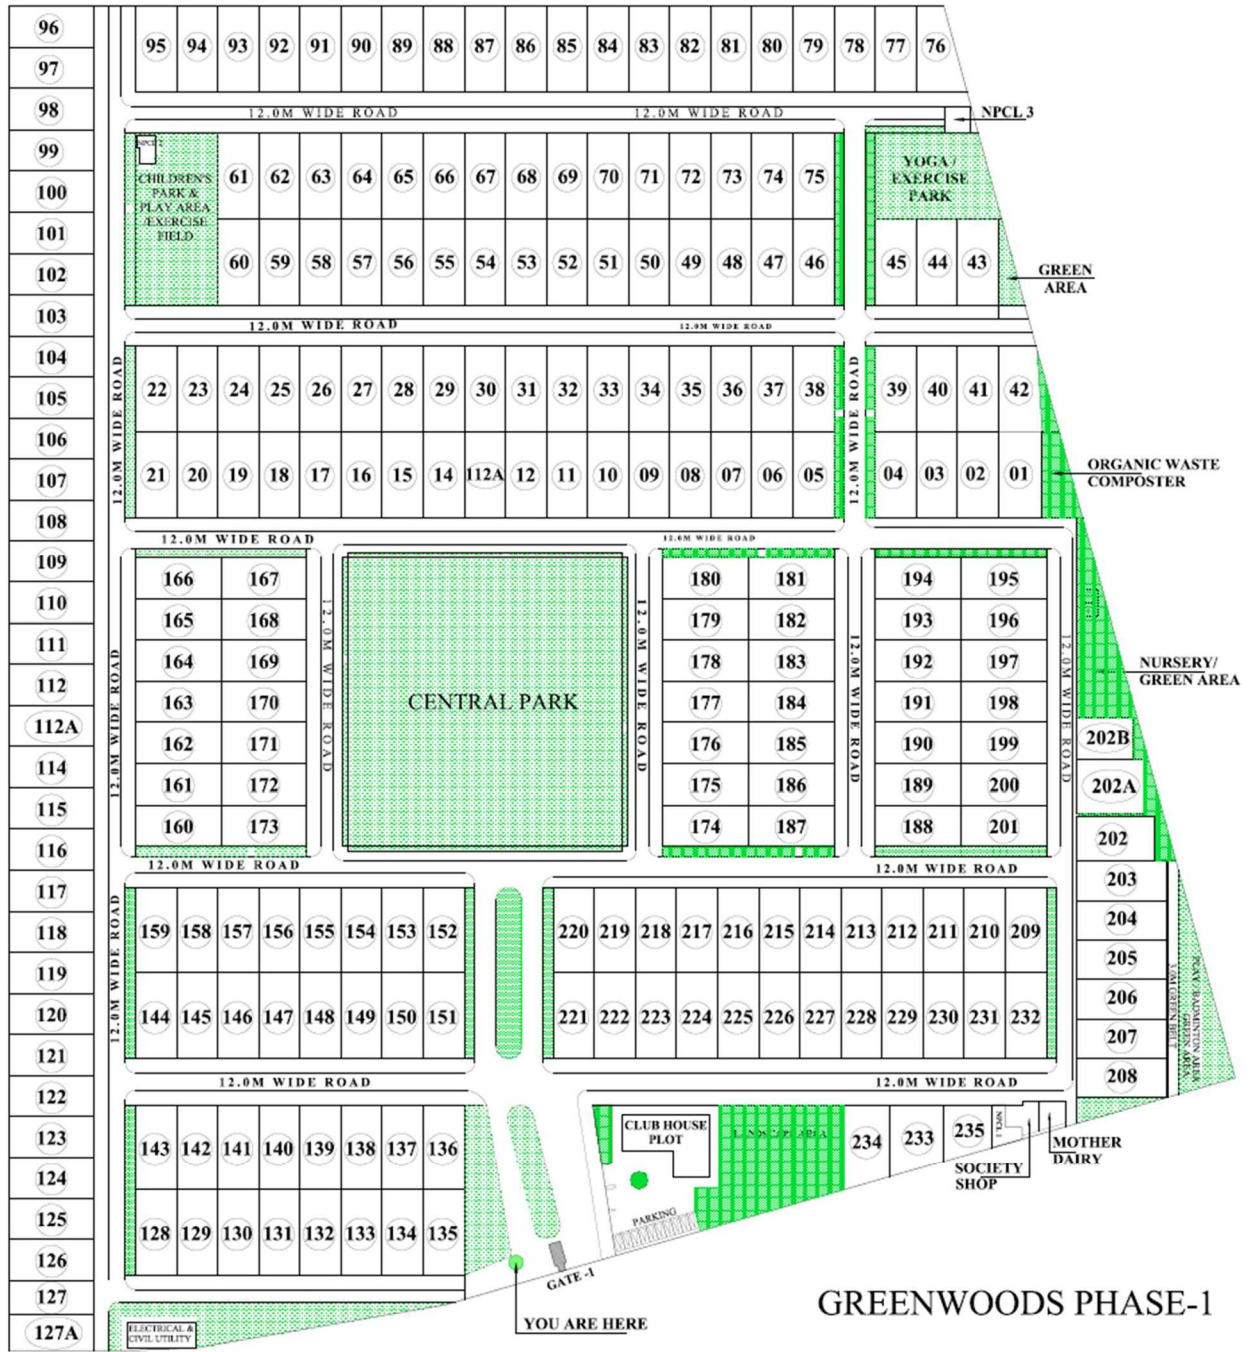 96
97
98
99
100
101
102
103
104
105
106
107
108
109
110
111
112
112A
114
115
116
117
118
119
120
121
122
123
124
125
126
127
127A
95 94 93 92 91 90 89 88 87 86 85 84 83 82 81 80 79 78 77 76
12.0M WIDE ROAD 12.0M WIDE ROAD
NPCL 3
NPCL 2
CHILDREN'S
PARK &
PLAY AREA
/EXERCISE
FIELD
61 62 63 64 65 66 67 68 69 70 71 72 73 74 75
YOGA /
EXERCISE
PARK
60 59 58 57 56 55 54 53 52 51 50 49 48 47 46 45 44 43
GREEN
AREA
12.0M WIDE ROAD 12.0M WIDE ROAD
12.0M WIDE ROAD
22 23 24 25 26 27 28 29 30 31 32 33 34 35 36 37 38
12.0M WIDE ROAD
39 40 41 42
21 20 19 18 17 16 15 14 112A 12 11 10 09 08 07 06 05 04 03 02 01
ORGANIC WASTE
COMPOSTER
12.0M WIDE ROAD 12.0M WIDE ROAD
166 167
165 168
164 169
163 170
162 171
161 172
160 173
12.0M WIDE ROAD
12.0M WIDE ROAD
CENTRAL PARK
12.0M WIDE ROAD
180 181
179 182
178 183
177 184
176 185
175 186
174 187
12.0M WIDE ROAD
194 195
193 196
192 197
191 198
190 199
189 200
188 201
12.0M WIDE ROAD
NURSERY/
GREEN AREA
202B
202A
202
203
204
205
206
207
208
3.0M GREEN BELT
PLAY / BADMINTON AREA
GREEN AREA
12.0M WIDE ROAD 12.0M WIDE ROAD
12.0M WIDE ROAD
159 158 157 156 155 154 153 152
144 145 146 147 148 149 150 151
220 219 218 217 216 215 214 213 212 211 210 209
221 222 223 224 225 226 227 228 229 230 231 232
12.0M WIDE ROAD 12.0M WIDE ROAD
143 142 141 140 139 138 137 136
128 129 130 131 132 133 134 135
CLUB HOUSE
PLOT
LANDSCAPE AREA
234 233 235
NPCL 1
SOCIETY
SHOP
MOTHER
DAIRY
PARKING
GATE -1
YOU ARE HERE
ELECTRICAL &
CIVIL UTILITY
GREENWOODS PHASE-1